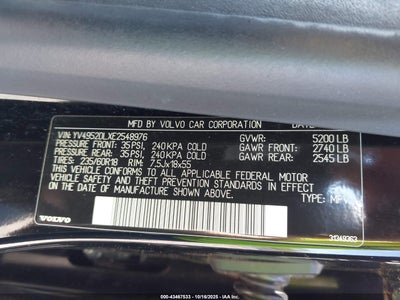 MFD BY VOLVO CAR CORPORATION
VIN: YV4952DLXE2548976
PRESSURE FRONT: 35PSI, 240KPA COLD
PRESSURE REAR: 35PSI, 240KPA COLD
TIRES: 235/60R18 RIM: 7.5Jx18x55
GVWR: 5200 LB
GAWR FRONT: 2740 LB
GAWR REAR: 2545 LB
THIS VEHICLE CONFORMS TO ALL APPLICABLE FEDERAL MOTOR
VEHICLE SAFETY AND THEFT PREVENTION STANDARDS IN EFFECT
ON THE DATE OF MANUFACTURE SHOWN ABOVE.
TYPE:
VOLVO
31349363
000-43467533 - 10/16/2025 - IAA Inc.